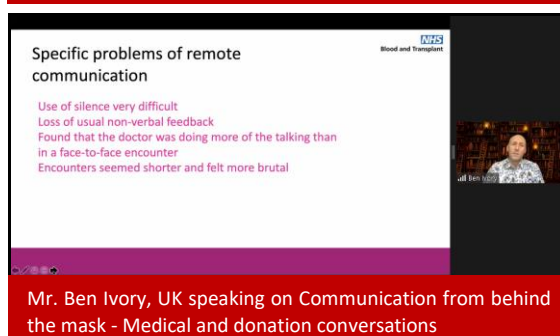 Specific problems of remote
communication
NHS
Blood and Transplant
Use of silence very difficult
Loss of usual non-verbal feedback
Found that the doctor was doing more of the talking than
in a face-to-face encounter
Encounters seemed shorter and felt more brutal
Ben Ivory
Mr. Ben Ivory, UK speaking on Communication from behind
the mask - Medical and donation conversations